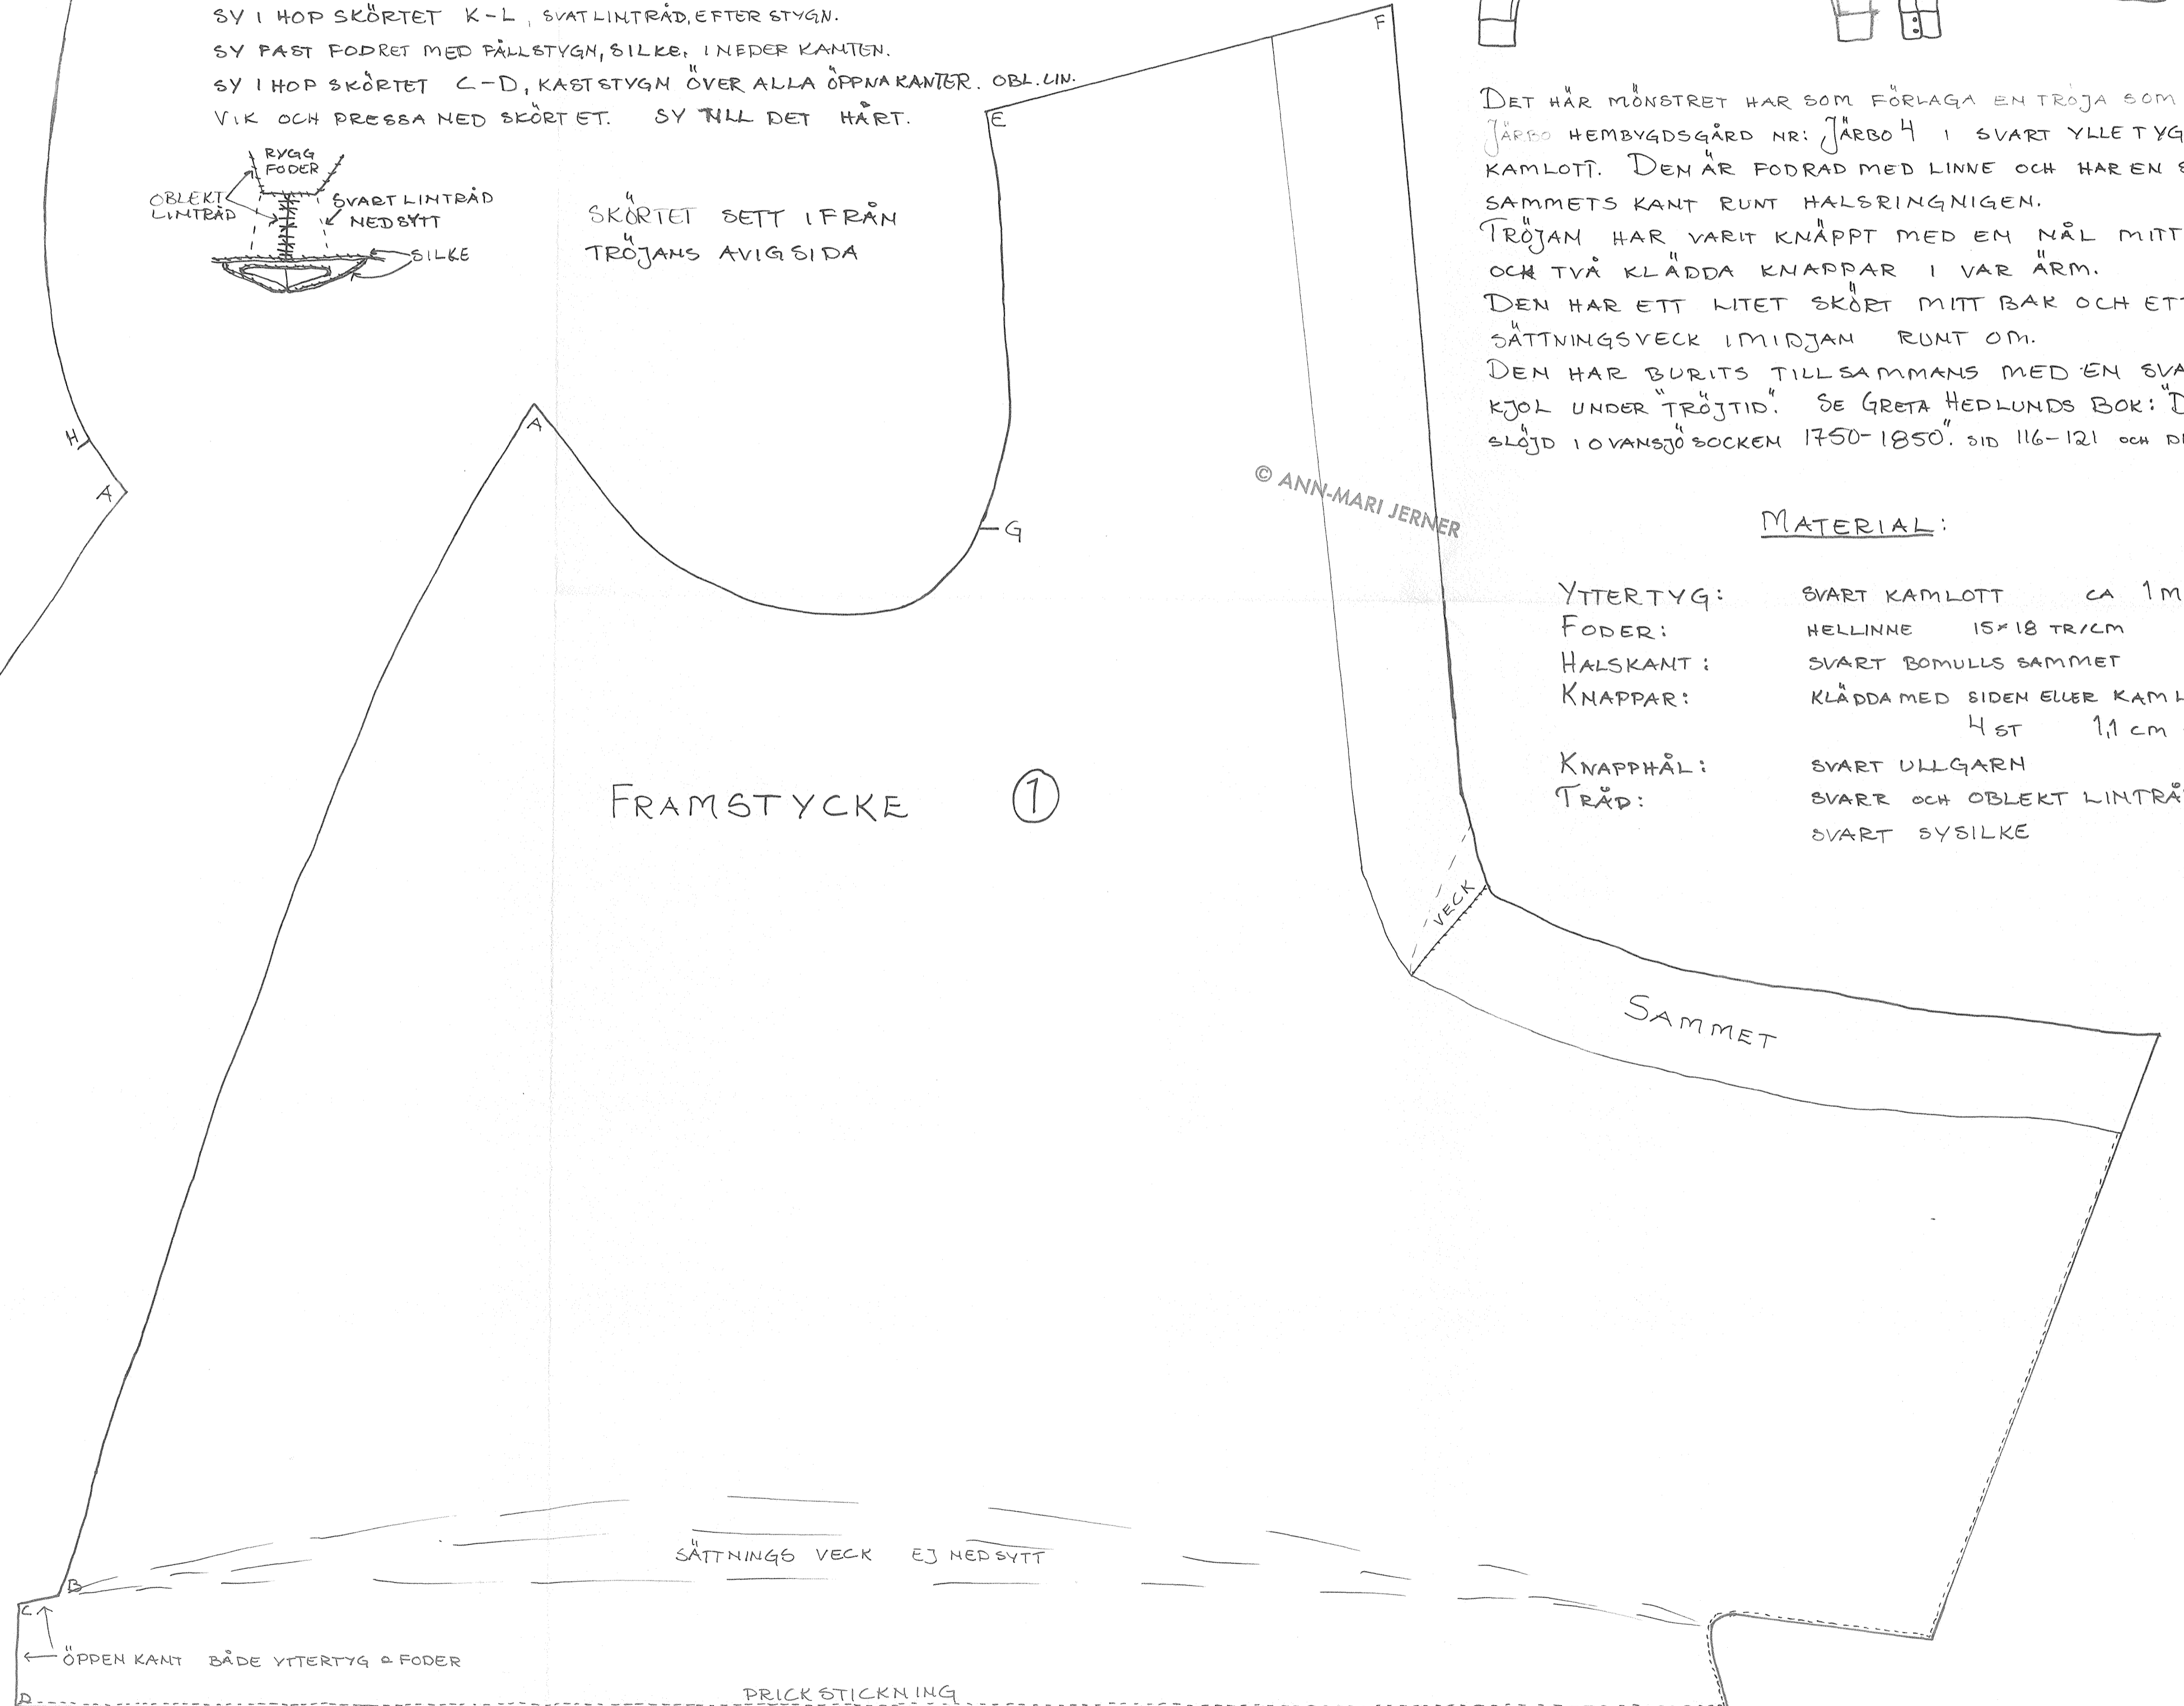 SY I HOP SKÖRTET K-L, SVAT LINTRÅD, EFTER STYGN.
SY FAST FODRET MED FÅLLSTYGN, SILKE, I NEDER KANTEN.
SY I HOP SKÖRTET C-D, KASTSTYGN ÖVER ALLA ÖPPNA KANTER. OBL. LIN.
VIK OCH PRESSA NED SKÖRTET. SY TILL DET HÅRT.
RYGG
FODER
OBLEKT
LINTRÅD
SVART LINTRÅD
NEDSYTT
SILKE
SKÖRTET SETT IFRÅN
TRÖJANS AVIGSIDA
F
E
H
A
A
G
DET HÄR MÖNSTRET HAR SOM FÖRLAGA EN TRÖJA SOM
JÄRBO HEMBYGDSGÅRD NR: JÄRBO 4 I SVART YLLETYG
KAMLOTT. DEN ÄR FODRAD MED LINNE OCH HAR EN S
SAMMETS KANT RUNT HALSRINGNIGEN.
TRÖJAN HAR VARIT KNÄPPT MED EN NÅL MITT
OCH TVÅ KLÄDDA KNAPPAR I VAR ÄRM.
DEN HAR ETT LITET SKÖRT MITT BAK OCH ETT
SÄTTNINGSVECK I MIDJAN RUNT OM.
DEN HAR BURITS TILLSAMMANS MED EN SVA
KJOL UNDER "TRÖJTID". SE GRETA HEDLUNDS BOK: "D
SLÖJD I OVANSJÖ SOCKEN 1750-1850". SID 116-121 OCH DI
© ANN-MARI JERNER
MATERIAL:
YTTERTYG: SVART KAMLOTT CA 1 M
FODER: HELLINNE 15*18 TR/CM
HALSKANT: SVART BOMULLS SAMMET
KNAPPAR: KLÄDDA MED SIDEN ELLER KAML
4 ST 1,1 cm
KNAPPHÅL: SVART ULLGARN
TRÅD: SVARR OCH OBLEKT LINTRÅ
SVART SYSILKE
FRAMSTYCKE 1
VECK
SAMMET
SÄTTNINGS VECK EJ NEDSYTT
B
C
ÖPPEN KANT BÅDE YTTERTYG & FODER
D
PRICKSTICKNING